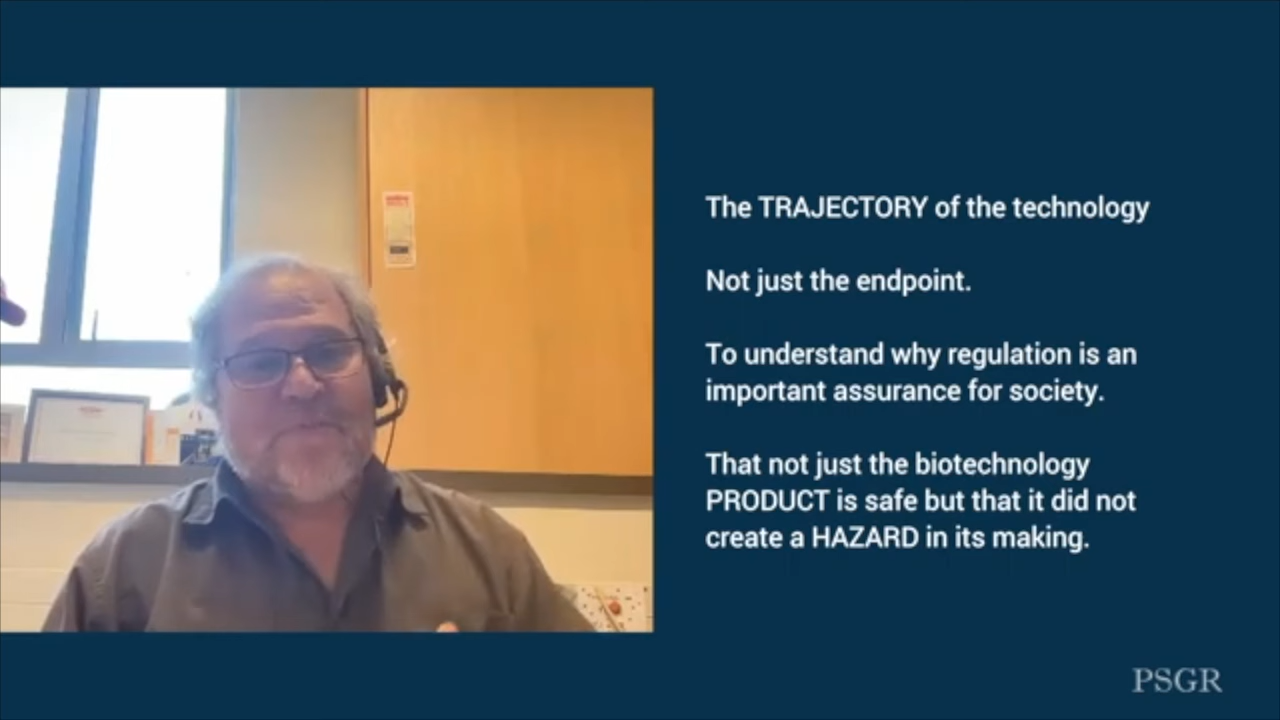 The TRAJECTORY of the technology
Not just the endpoint.
To understand why regulation is an
important assurance for society.
That not just the biotechnology
PRODUCT is safe but that it did not
create a HAZARD in its making.
PSGR